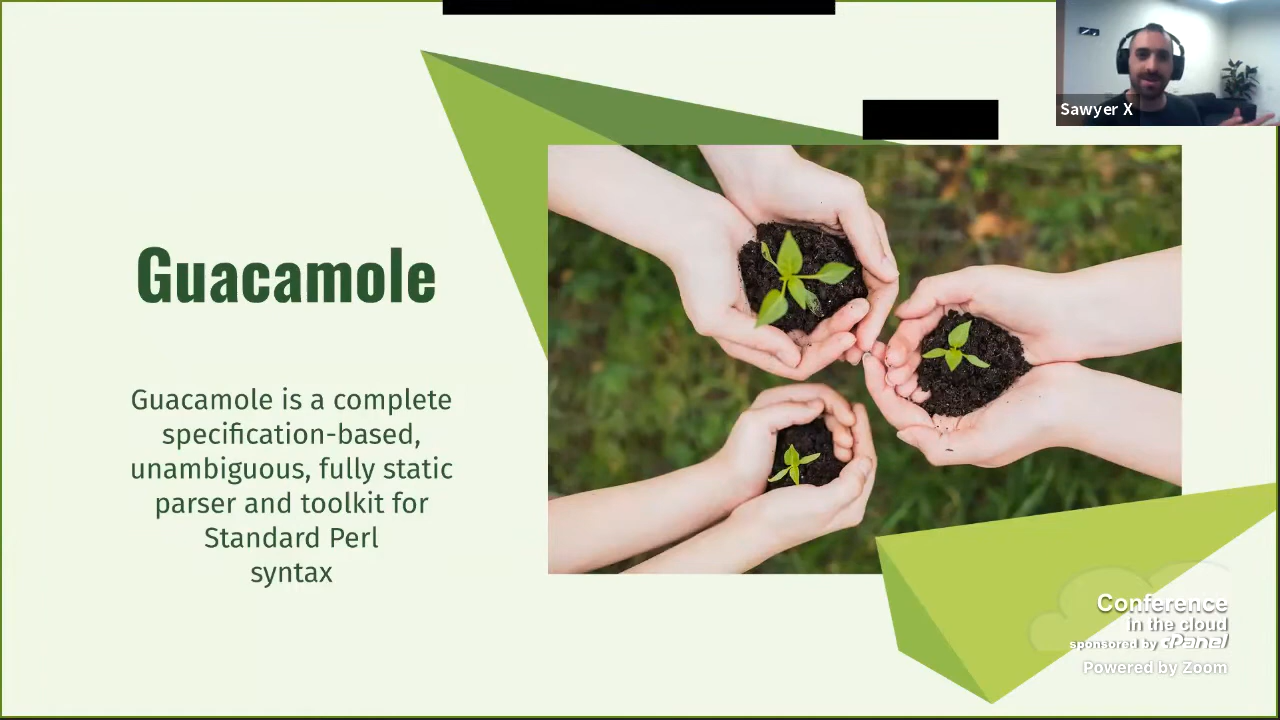 Sawyer X
Guacamole
Guacamole is a complete
specification-based,
unambiguous, fully static
parser and toolkit for
Standard Perl
syntax
Conference
in the cloud
sponsored by cPanel
Powered by Zoom